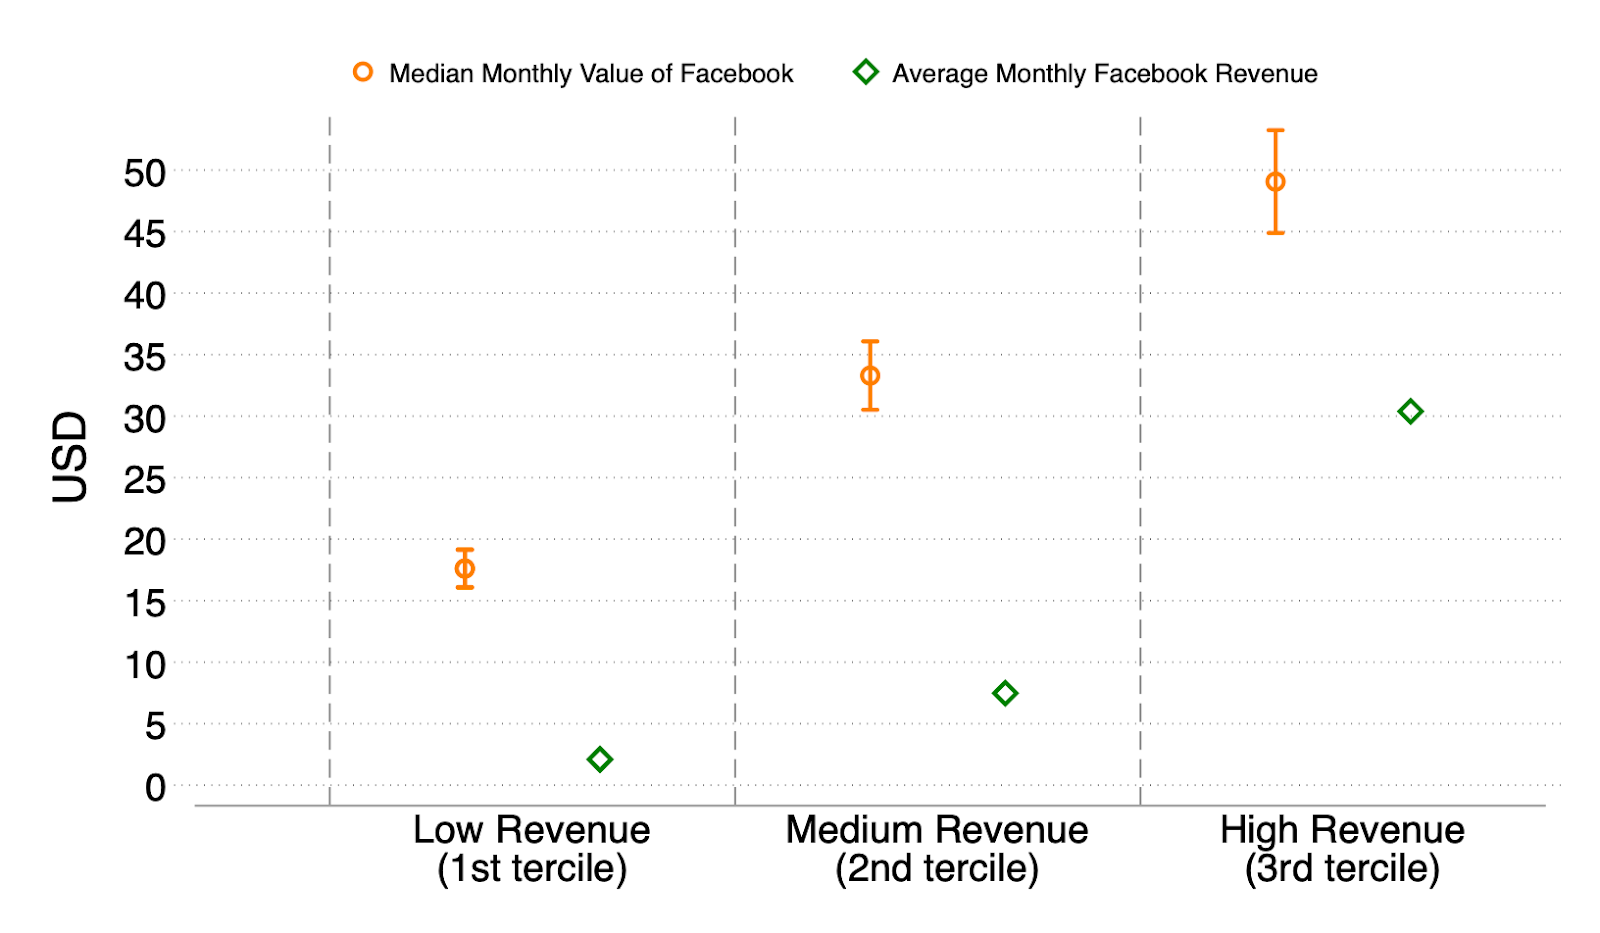 Median Monthly Value of Facebook
Average Monthly Facebook Revenue
USD
50
45
40
35
30
25
20
15
10
5
0
Low Revenue
(1st tercile)
Medium Revenue
(2nd tercile)
High Revenue
(3rd tercile)